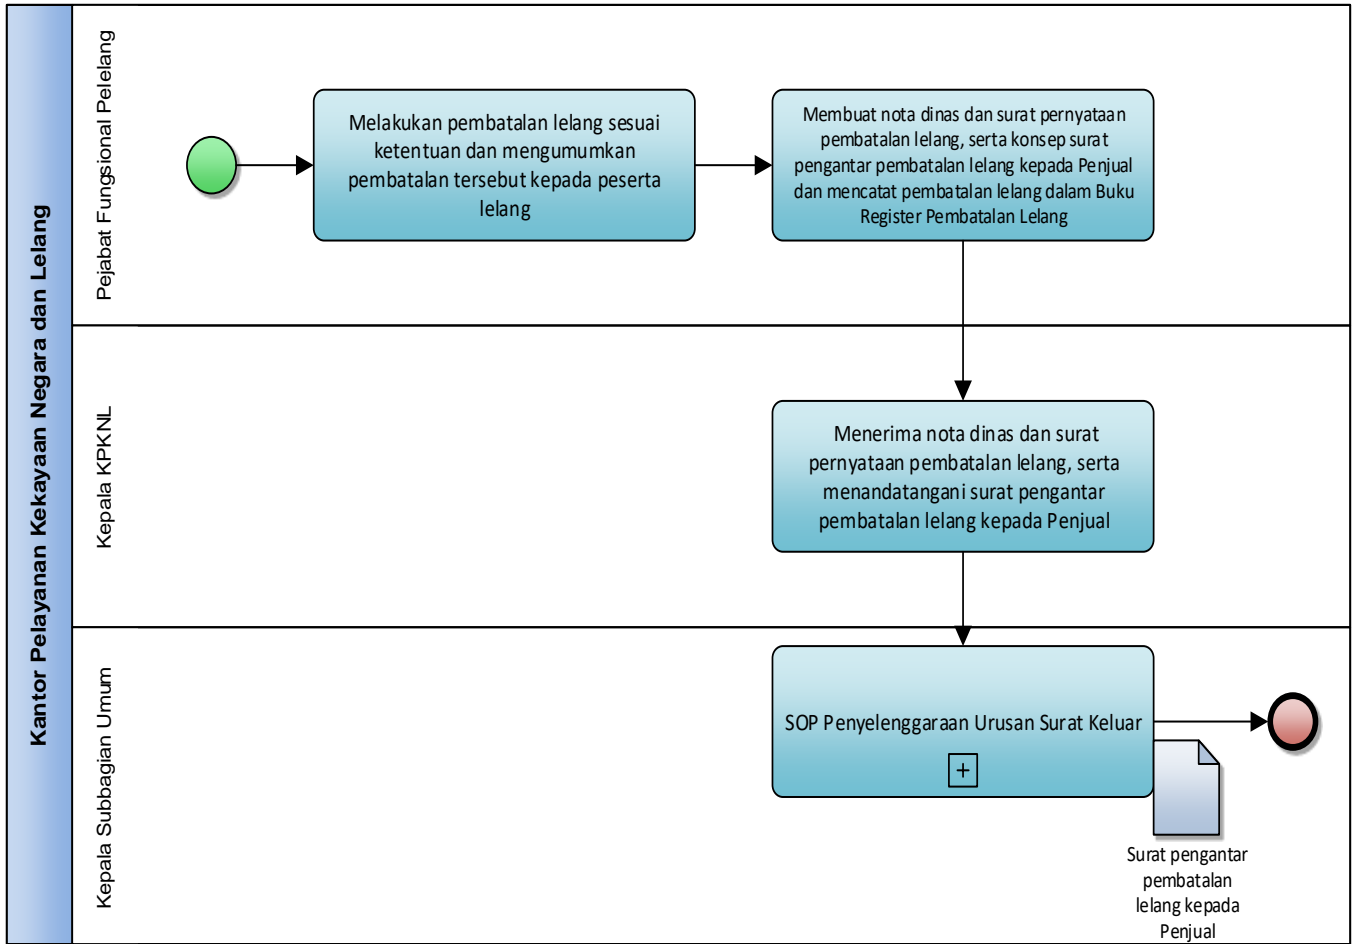 Kantor Pelayanan Kekayaan Negara dan Lelang
Pejabat Fungsional Pelelang
Melakukan pembatalan lelang sesuai
ketentuan dan mengumumkan
pembatalan tersebut kepada peserta
lelang
Membuat nota dinas dan surat pernyataan
pembatalan lelang, serta konsep surat
pengantar pembatalan lelang kepada Penjual
dan mencatat pembatalan lelang dalam Buku
Register Pembatalan Lelang
Kepala KPKNL
Menerima nota dinas dan surat
pernyataan pembatalan lelang, serta
menandatangani surat pengantar
pembatalan lelang kepada Penjual
Kepala Subbagian Umum
SOP Penyelenggaraan Urusan Surat Keluar
Surat pengantar
pembatalan
lelang kepada
Penjual